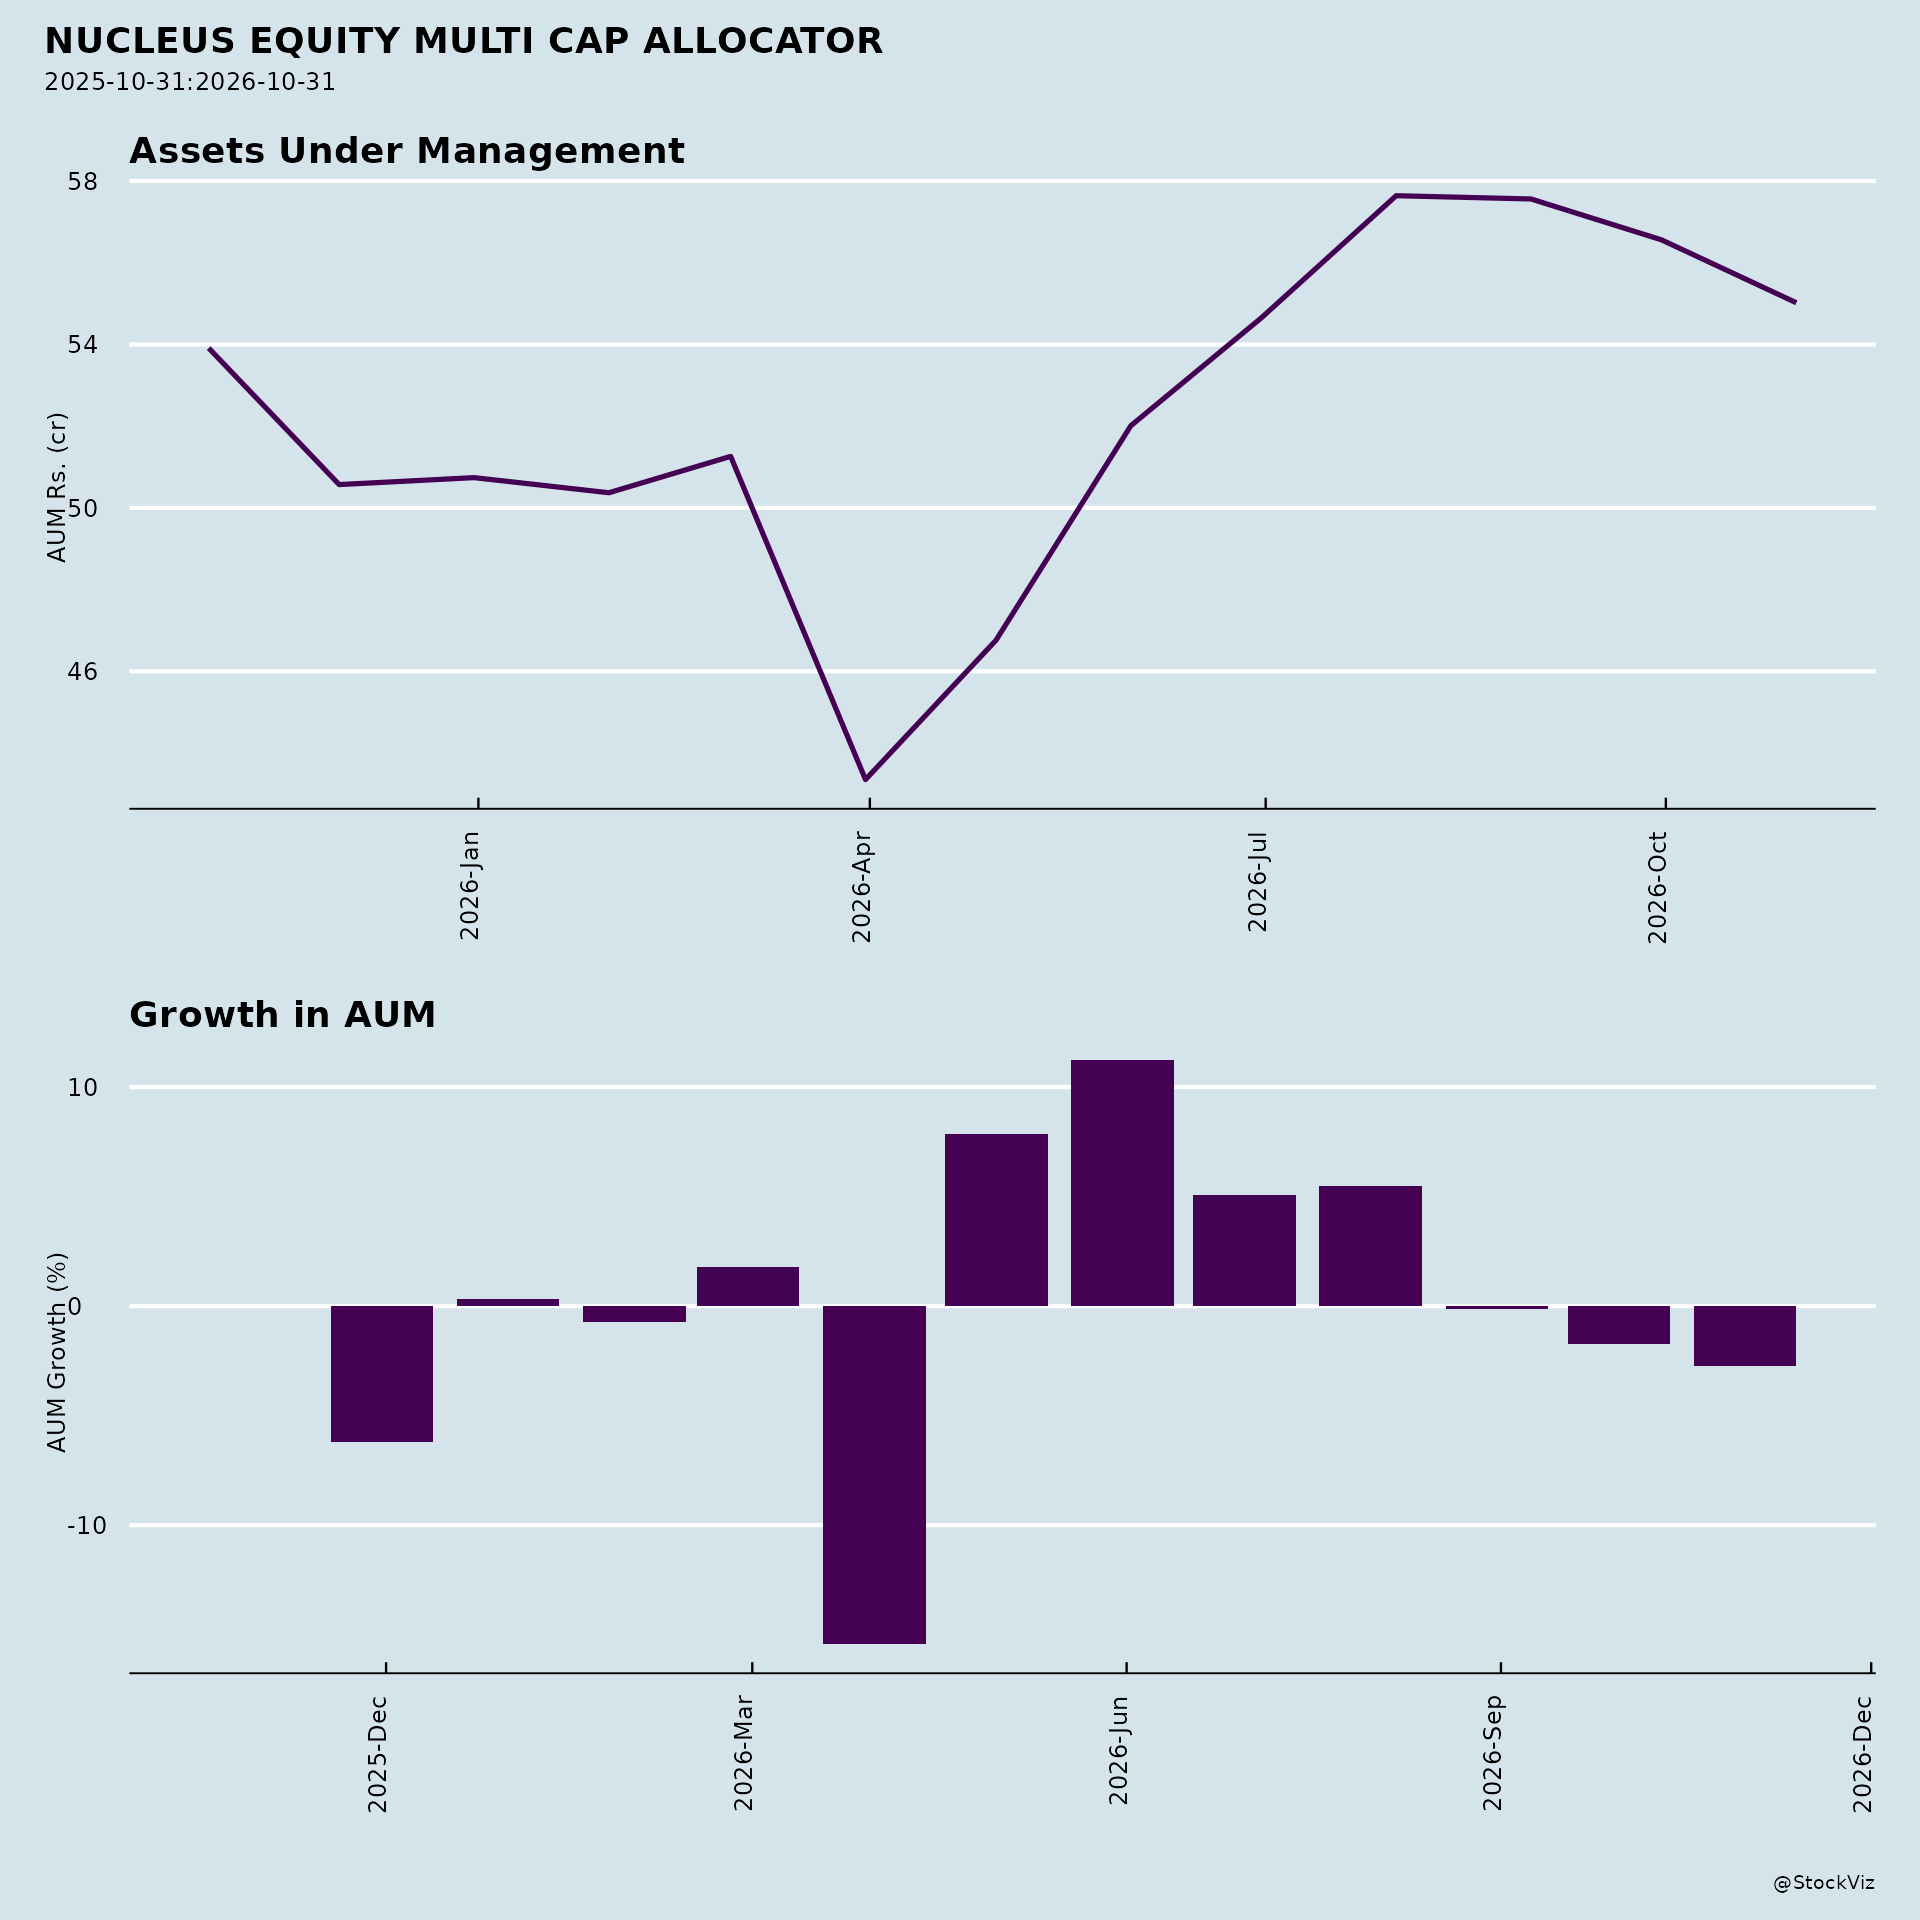 NUCLEUS EQUITY MULTI CAP ALLOCATOR
2025-10-31:2026-10-31
Assets Under Management
58
54
50
46
AUM Rs. (cr)
2026-Jan
2026-Apr
2026-Jul
2026-Oct
Growth in AUM
10
0
-10
AUM Growth (%)
2025-Dec
2026-Mar
2026-Jun
2026-Sep
2026-Dec
@StockViz